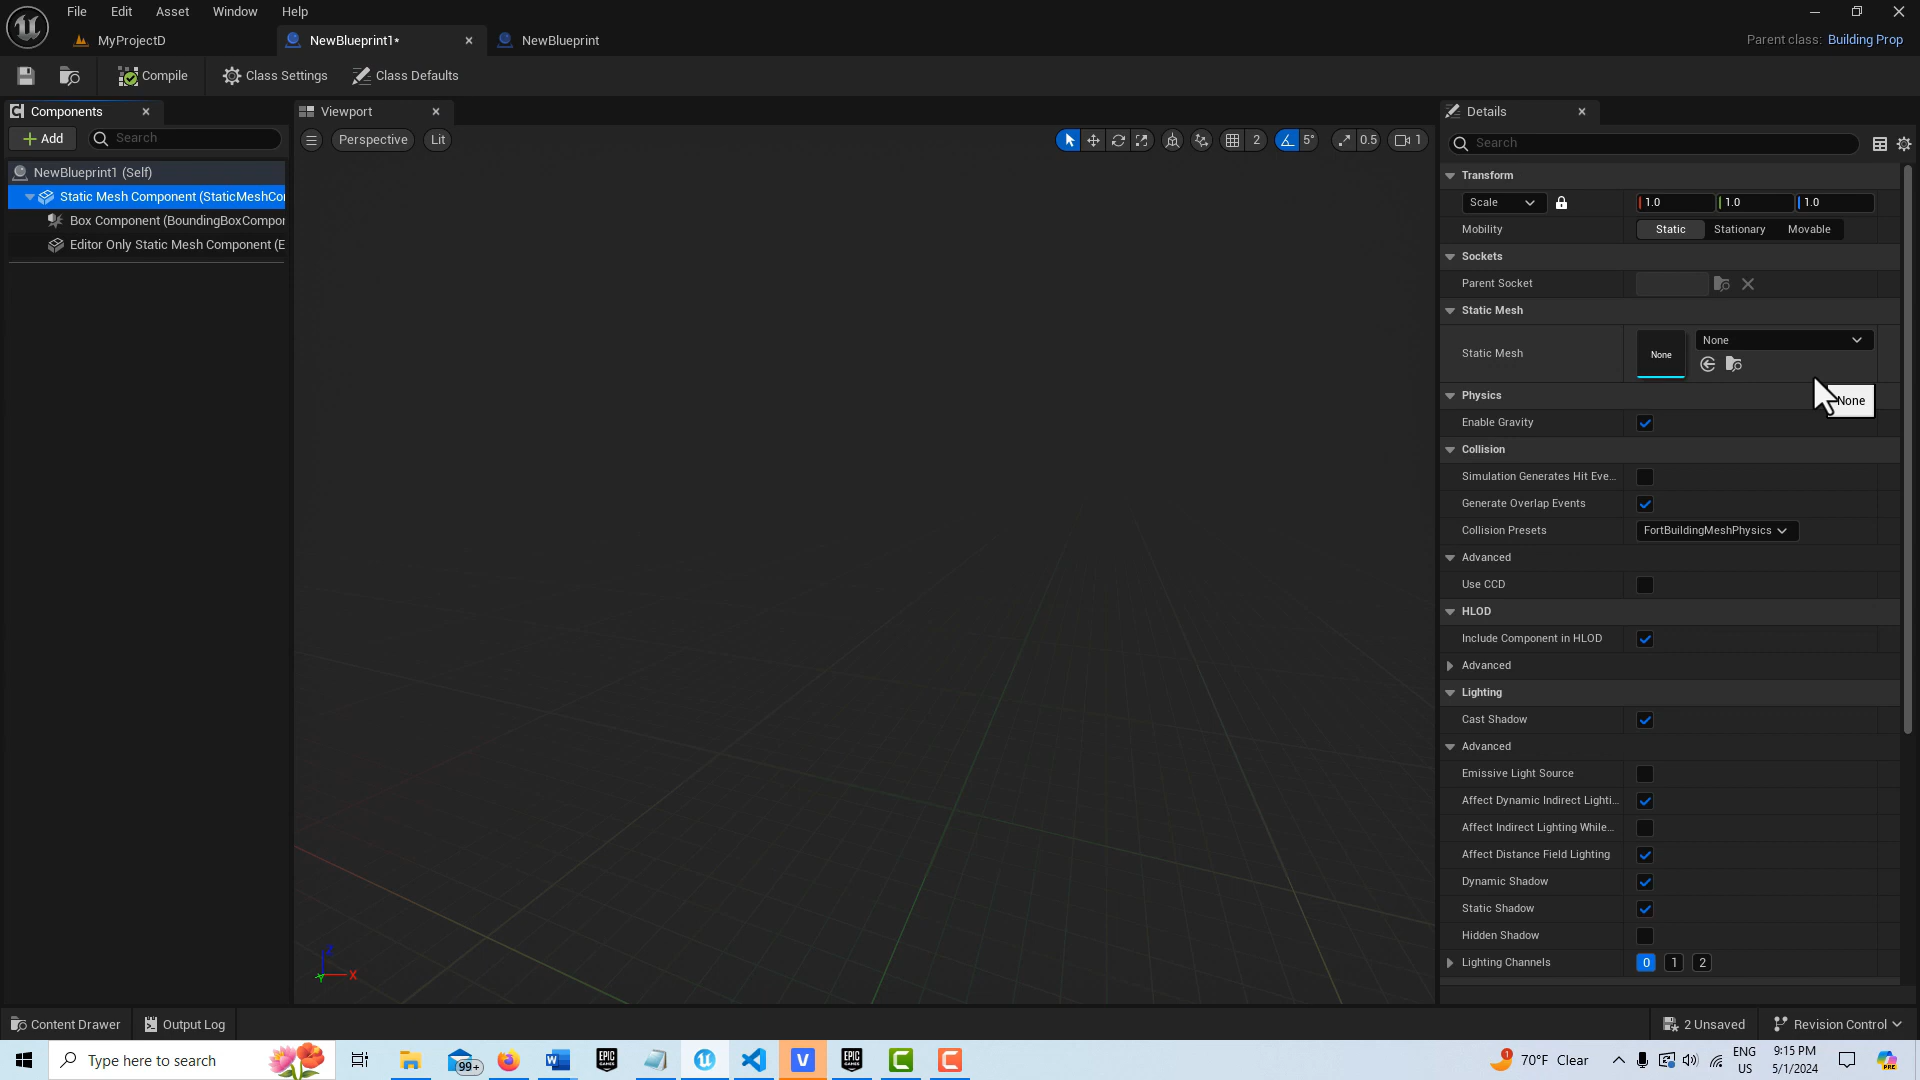 File Edit Asset Window Help
MyProjectD NewBlueprint1* NewBlueprint
Parent class: Building Prop
Compile Class Settings Class Defaults
Components Viewport Details
Add Search Perspective Lit 2 5° 0.5 1 Search
NewBlueprint1 (Self)
Static Mesh Component (StaticMeshCo
Box Component (BoundingBoxCompor
Editor Only Static Mesh Component (E
Transform
Scale 1.0 1.0 1.0
Mobility Static Stationary Movable
Sockets
Parent Socket
Static Mesh
Static Mesh None None
Physics
None
Enable Gravity
Collision
Simulation Generates Hit Eve...
Generate Overlap Events
Collision Presets FortBuildingMeshPhysics
Advanced
Use CCD
HLOD
Include Component in HLOD
Advanced
Lighting
Cast Shadow
Advanced
Emissive Light Source
Affect Dynamic Indirect Lighti...
Affect Indirect Lighting While...
Affect Distance Field Lighting
Dynamic Shadow
Static Shadow
Hidden Shadow
Lighting Channels 0 1 2
Z
Y X
Content Drawer Output Log 2 Unsaved Revision Control
Type here to search 99+ EPIC GAMES V EPIC GAMES 1 70°F Clear ENG US 9:15 PM 5/1/2024 PRE